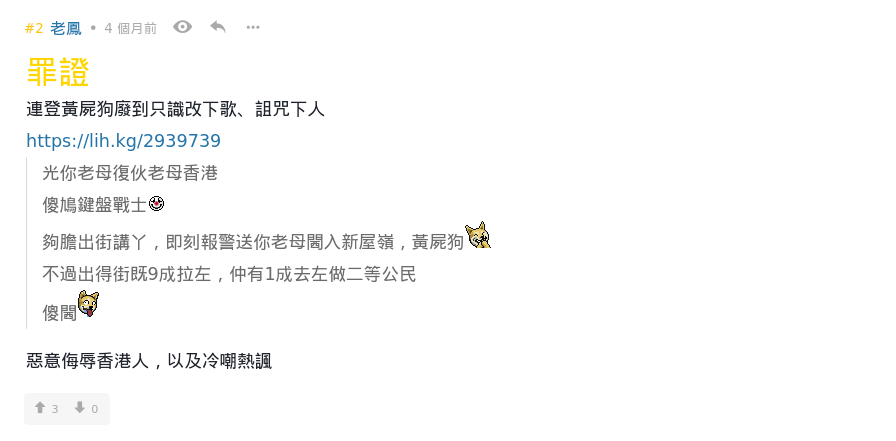 #2 老鳳 • 4 個月前
罪證
連登黃屍狗廢到只識改下歌、詛咒下人
https://lih.kg/2939739
光你老母復伙老母香港
傻鳩鍵盤戰士
夠膽出街講丫，即刻報警送你老母閪入新屋嶺，黃屍狗
不過出得街既9成拉左，仲有1成去左做二等公民
傻閪
惡意侮辱香港人，以及冷嘲熱諷
3 0